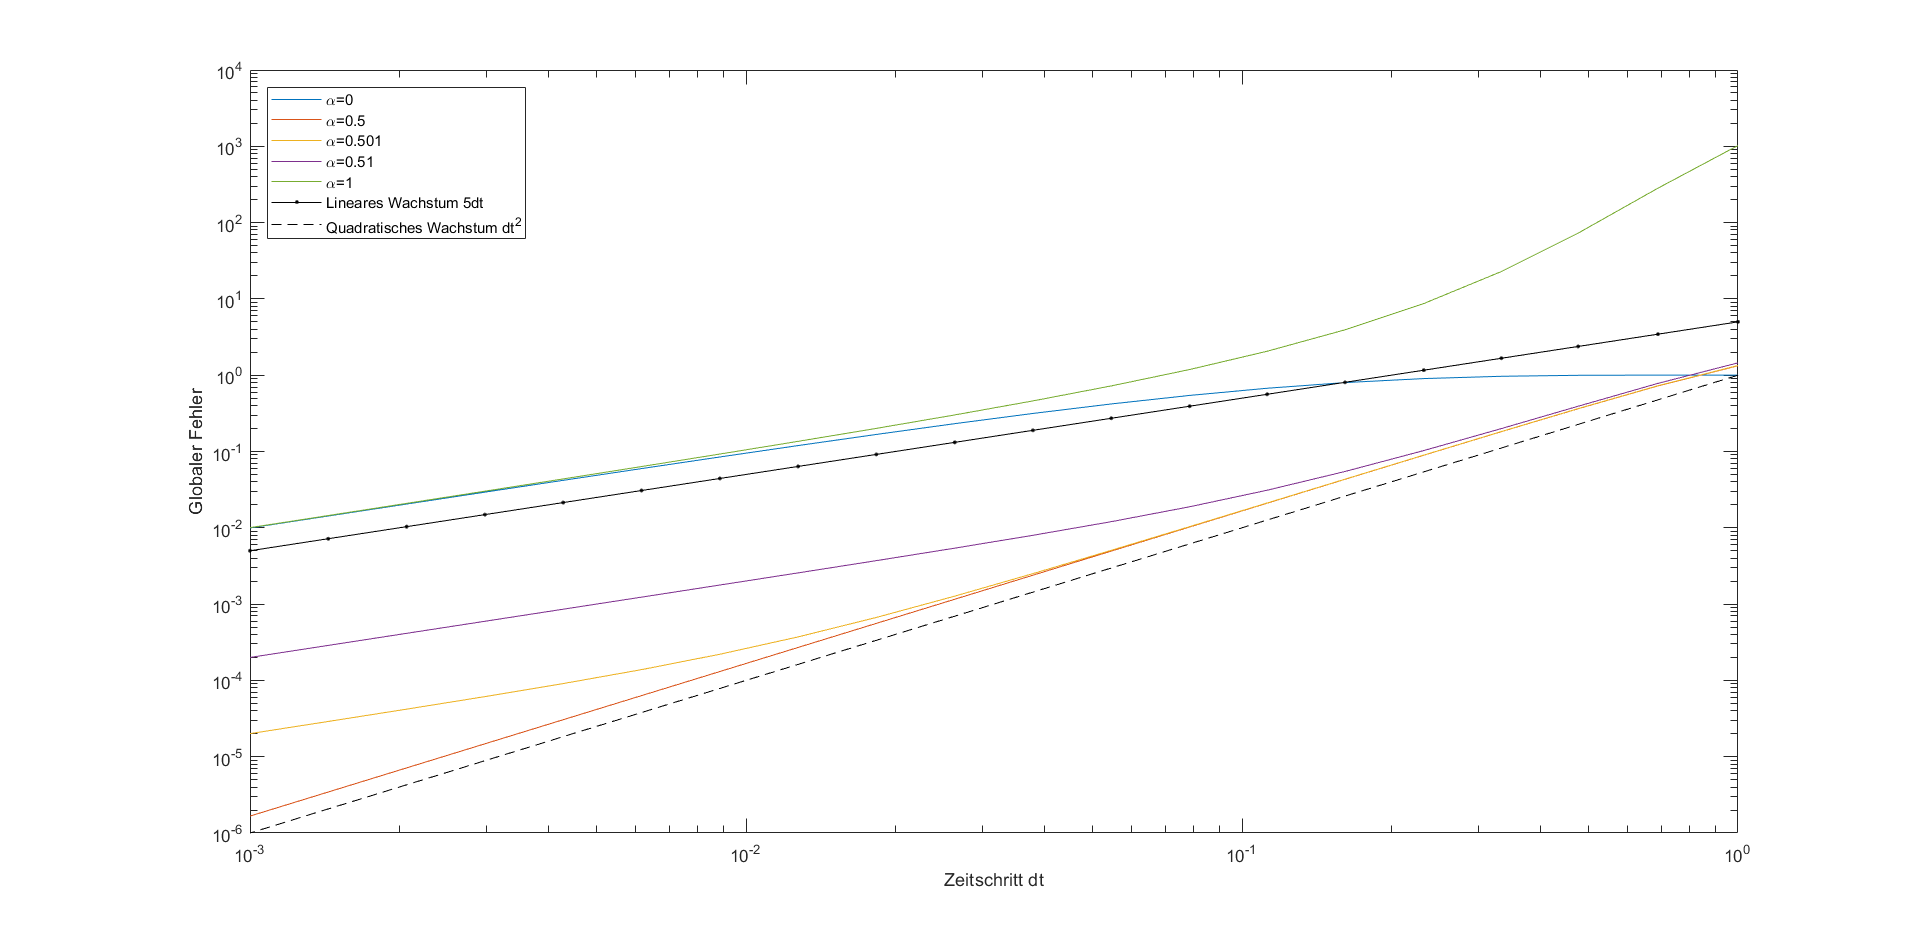 10^4
10^3
10^2
10^1
10^0
10^-1
10^-2
10^-3
10^-4
10^-5
10^-6
Globaler Fehler
α=0
α=0.5
α=0.501
α=0.51
α=1
Lineares Wachstum 5dt
Quadratisches Wachstum dt^2
10^-3 10^-2 10^-1 10^0
Zeitschritt dt